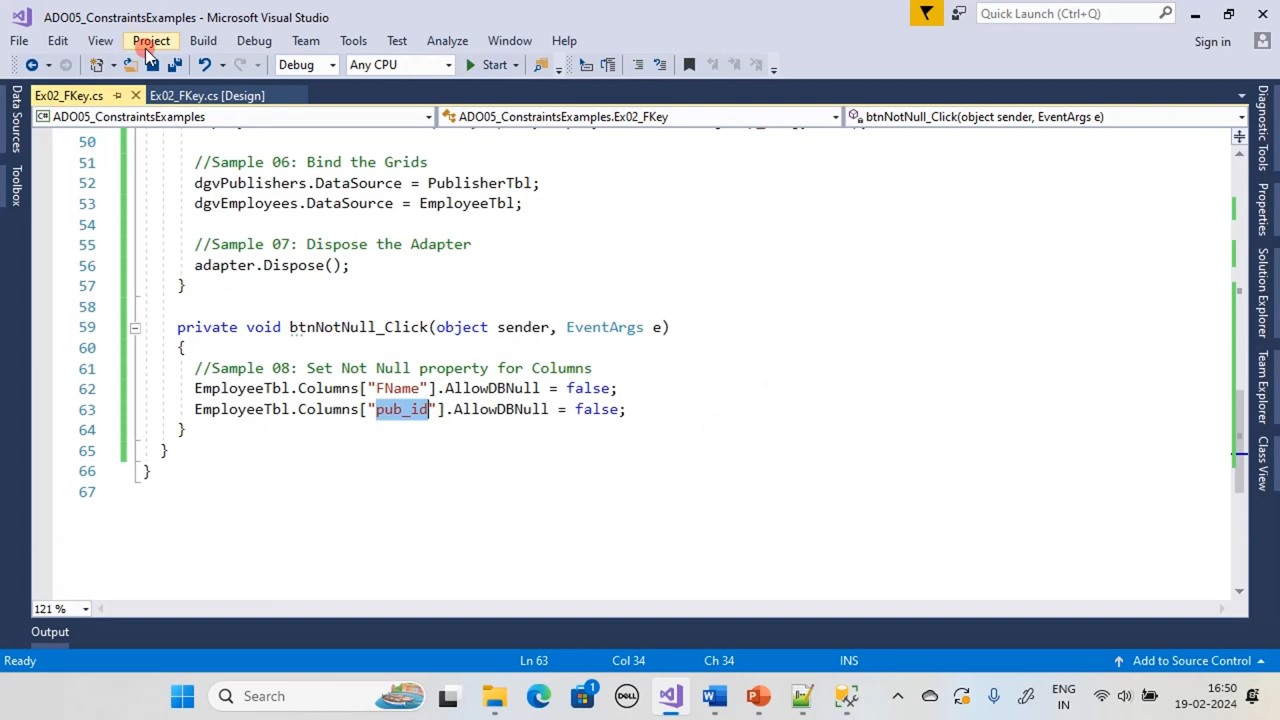 ADO05_ConstraintsExamples - Microsoft Visual Studio
Quick Launch (Ctrl+Q)
File Edit View Project Build Debug Team Tools Test Analyze Window Help
Sign in
Debug Any CPU Start
Ex02_FKey.cs Ex02_FKey.cs [Design]
ADO05_ConstraintsExamples ADO05_ConstraintsExamples.Ex02_FKey btnNotNull_Click(object sender, EventArgs e)
Data Sources
Toolbox
50
51 //Sample 06: Bind the Grids
52 dgvPublishers.DataSource = PublisherTbl;
53 dgvEmployees.DataSource = EmployeeTbl;
54
55 //Sample 07: Dispose the Adapter
56 adapter.Dispose();
57 }
58
59 private void btnNotNull_Click(object sender, EventArgs e)
60 {
61 //Sample 08: Set Not Null property for Columns
62 EmployeeTbl.Columns["FName"].AllowDBNull = false;
63 EmployeeTbl.Columns["pub_id"].AllowDBNull = false;
64 }
65 }
66 }
67
Diagnostic Tools
Properties
Solution Explorer
Team Explorer
Class View
121 %
Output
Ready Ln 63 Col 34 Ch 34 INS Add to Source Control
Search
1
DELL
ENG
IN
16:50
19-02-2024